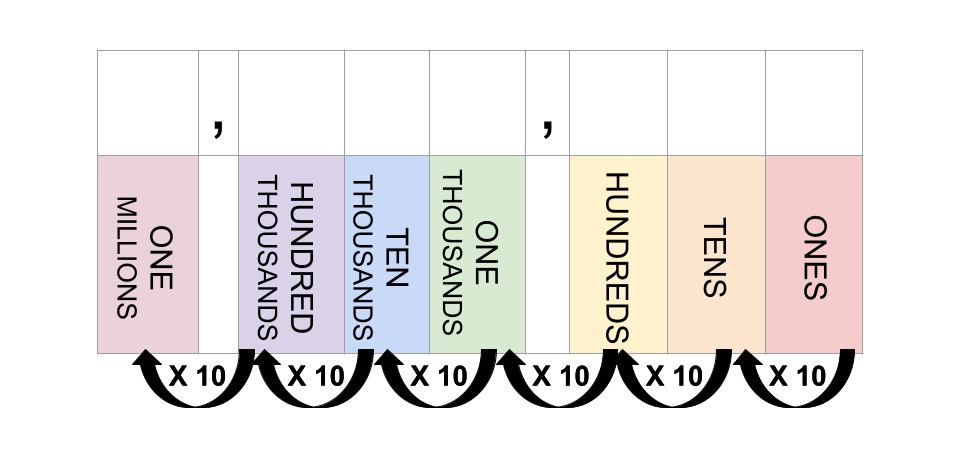 , ,
ONE
MILLIONS
HUNDRED
THOUSANDS
TEN
THOUSANDS
ONE
THOUSANDS
HUNDREDS
TENS
ONES
X 10 X 10 X 10 X 10 X 10 X 10